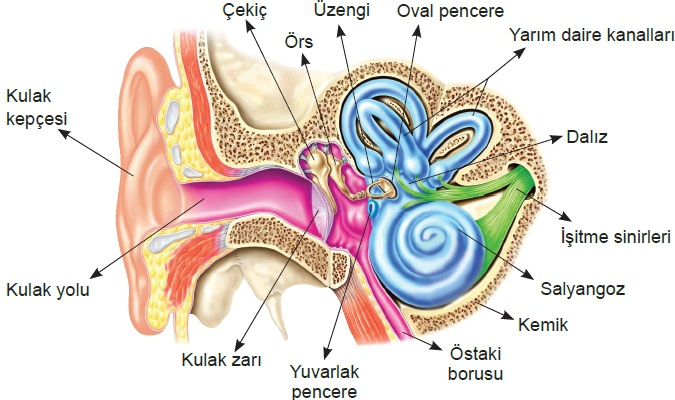 Çekiç
Üzengi
Oval pencere
Örs
Yarım daire kanalları
Kulak
kepçesi
Dalız
İşitme sinirleri
Kulak yolu
Salyangoz
Kemik
Kulak zarı
Yuvarlak
pencere
Östaki
borusu